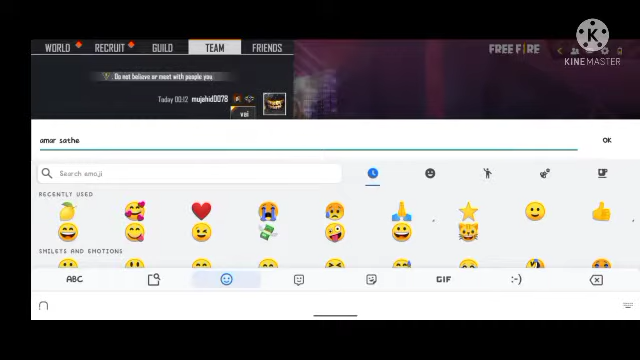 WORLD RECRUIT GUILD TEAM FRIENDS
FREE FIRE
KINEMASTER
Do not believe or meet with people you
Today 00:12 mujahid0078
vai
amar sathe
OK
Search emoji
RECENTLY USED
SMILEYS AND EMOTIONS
ABC
GIF
:-)